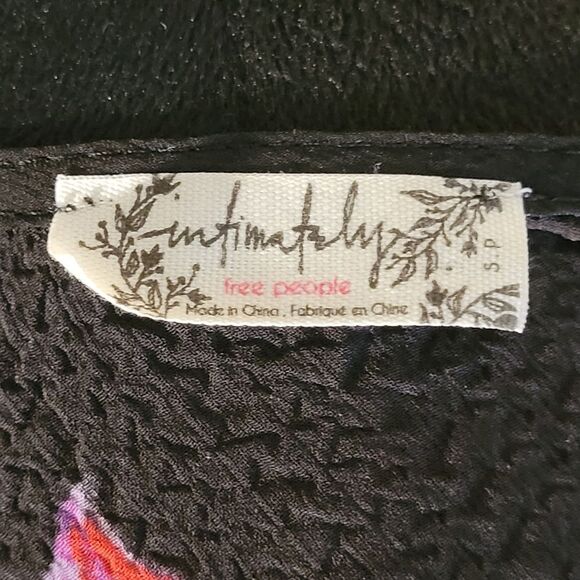 intimately
free people
Made in China . Fabriqué en Chine
S.P